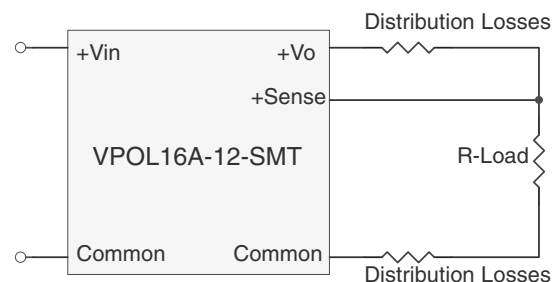 Distribution Losses
+Vin
+Vo
+Sense
VPOL16A-12-SMT
R-Load
Common
Common
Distribution Losses